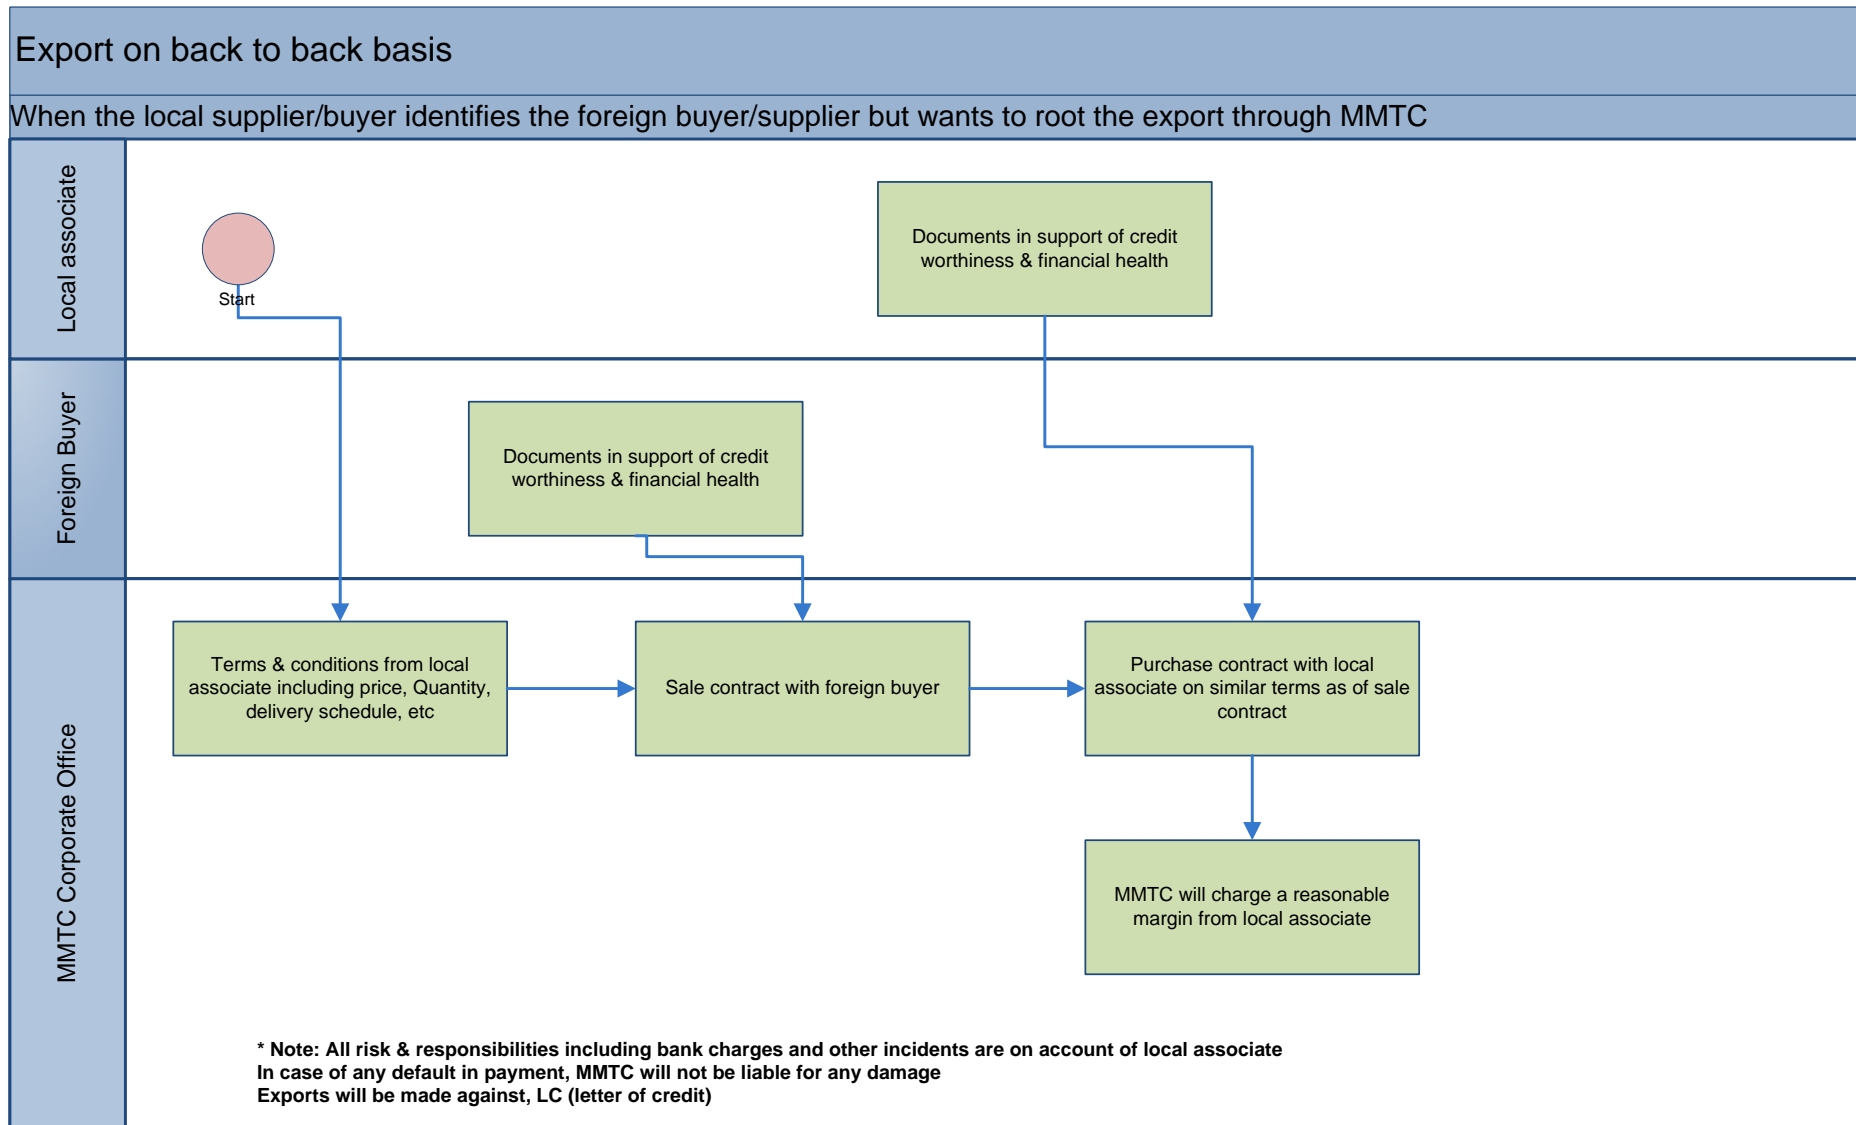 Export on back to back basis
When the local supplier/buyer identifies the foreign buyer/supplier but wants to root the export through MMTC
Local associate
Start
Documents in support of credit
worthiness & financial health
Foreign Buyer
Documents in support of credit
worthiness & financial health
MMTC Corporate Office
Terms & conditions from local
associate including price, Quantity,
delivery schedule, etc
Sale contract with foreign buyer
Purchase contract with local
associate on similar terms as of sale
contract
MMTC will charge a reasonable
margin from local associate
* Note: All risk & responsibilities including bank charges and other incidents are on account of local associate
In case of any default in payment, MMTC will not be liable for any damage
Exports will be made against, LC (letter of credit)